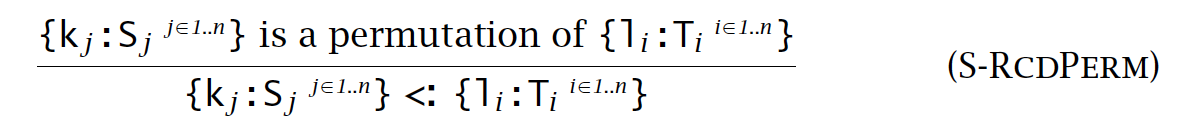 {kⱼ:Sⱼ ʲ∈¹··ⁿ} is a permutation of {lᵢ:Tᵢ ⁱ∈¹··ⁿ}
{kⱼ:Sⱼ ʲ∈¹··ⁿ} <: {lᵢ:Tᵢ ⁱ∈¹··ⁿ}
(S-RCDPERM)